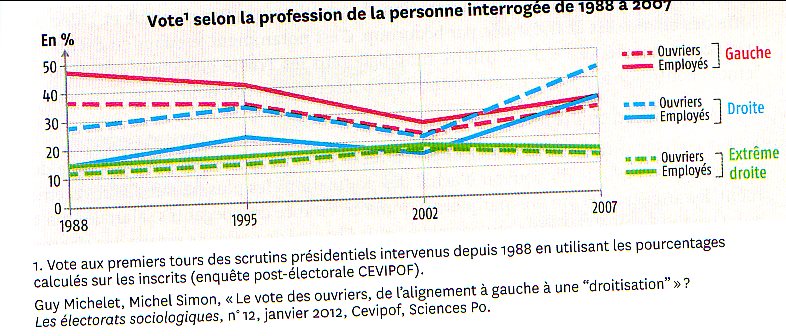 Vote¹ selon la profession de la personne interrogée de 1988 à 2007
En %
50
40
30
20
10
0
1988
1995
2002
2007
Ouvriers
Employés
Gauche
Ouvriers
Employés
Droite
Ouvriers
Employés
Extrême
droite
1. Vote aux premiers tours des scrutins présidentiels intervenus depuis 1988 en utilisant les pourcentages
calculés sur les inscrits (enquête post-électorale CEVIPOF).
Guy Michelet, Michel Simon, « Le vote des ouvriers, de l'alignement à gauche à une "droitisation" » ?
Les électorats sociologiques, n° 12, janvier 2012, Cevipof, Sciences Po.